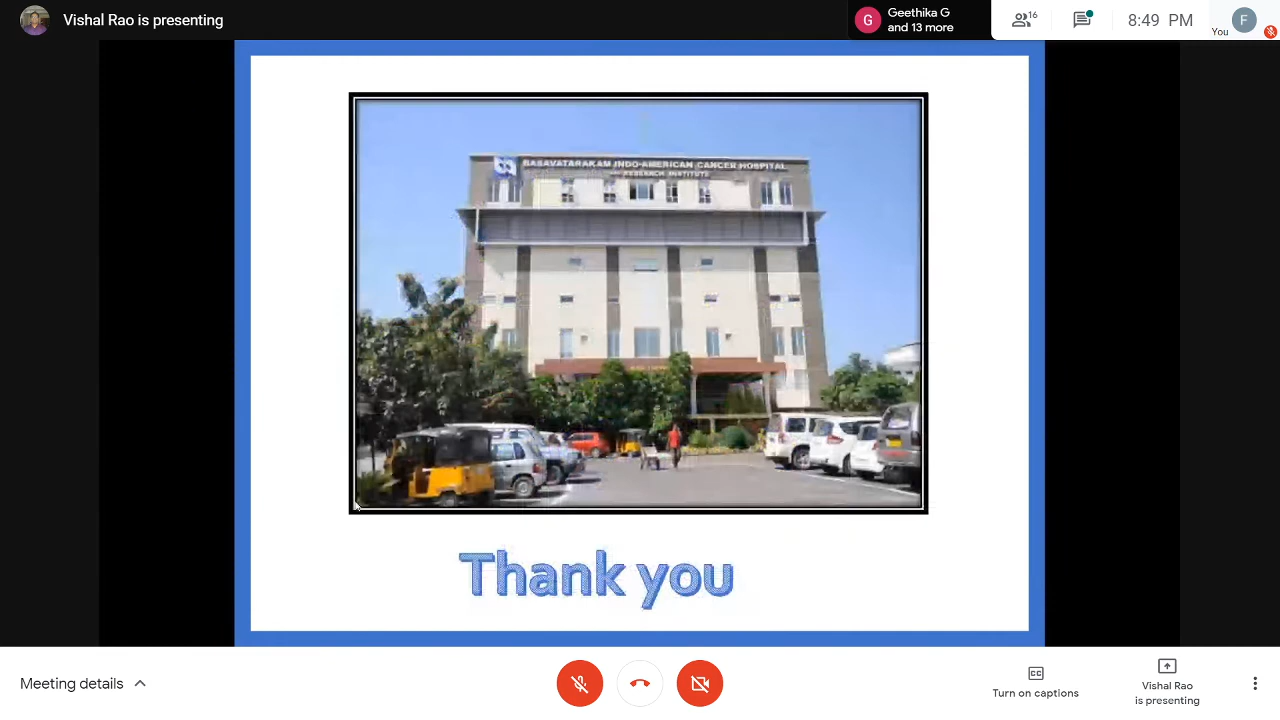 Vishal Rao is presenting
G
Geethika G
and 13 more
16
8:49 PM
You
F
BASAVATARAKAM INDO-AMERICAN CANCER HOSPITAL
RESEARCH INSTITUTE
Thank you
Meeting details
CC
Turn on captions
Vishal Rao
is presenting